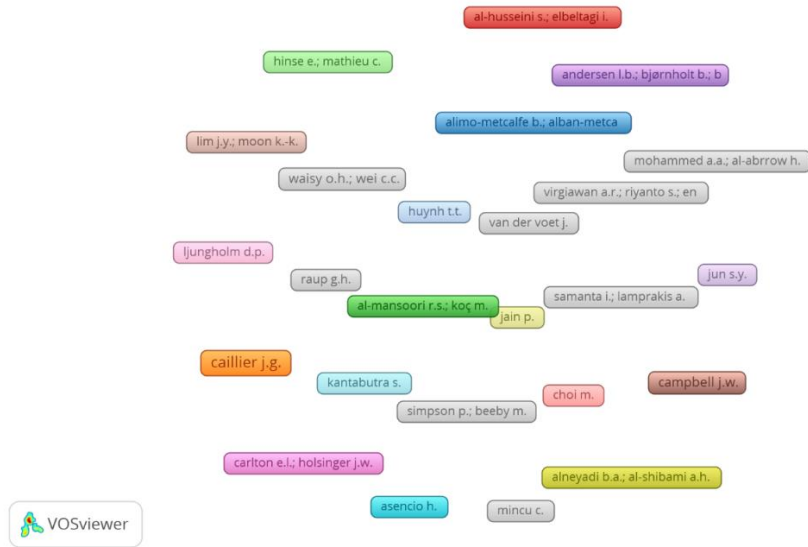 al-husseini s.; elbeltagi i.
hinse e.; mathieu c.
andersen l.b.; bjørnholt b.; b
alimo-metcalfe b.; alban-metca
lim j.y.; moon k.-k.
mohammed a.a.; al-abrrow h.
waisy o.h.; wei c.c.
virgiawan a.r.; riyanto s.; en
huynh t.t.
van der voet j.
ljungholm d.p.
jun s.y.
raup g.h.
samanta i.; lamprakis a.
al-mansoori r.s.; koç m.
jain p.
caillier j.g.
kantabutra s.
campbell j.w.
choi m.
simpson p.; beeby m.
carlton e.l.; holsinger j.w.
alneyadi b.a.; al-shibami a.h.
asencio h.
mincu c.
VOSviewer